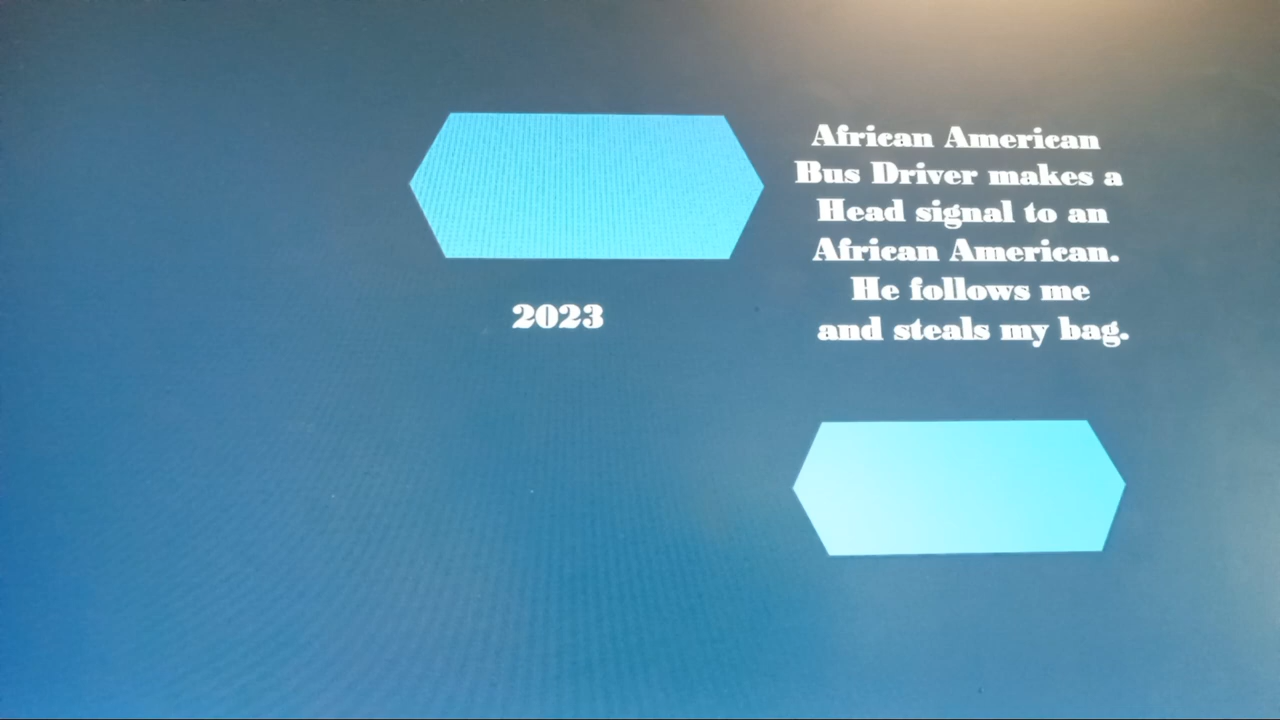 2023
African American
Bus Driver makes a
Head signal to an
African American.
He follows me
and steals my bag.